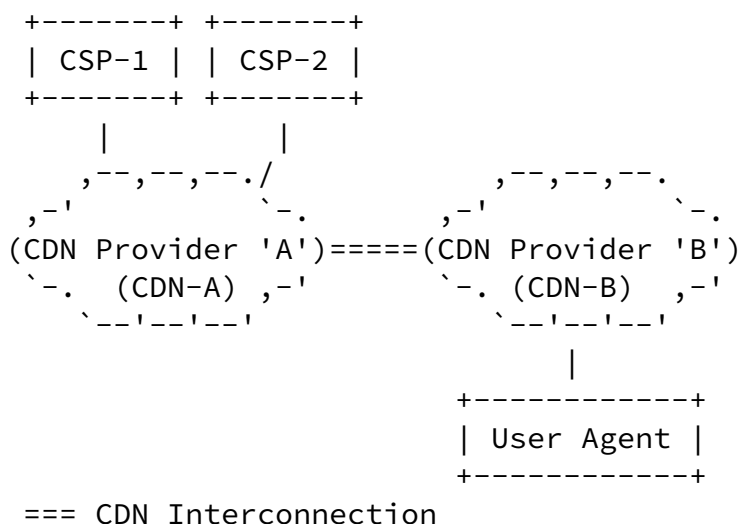 +-------+ +-------+
| CSP-1 | | CSP-2 |
+-------+ +-------+
     |         |
    ,--,--,--./            ,--,--,--.
 ,-'          `-.       ,-'          `-.
(CDN Provider 'A')=====(CDN Provider 'B')
 `-.  (CDN-A) ,-'       `-. (CDN-B)  ,-'
    `--'--'--'             `--'--'--'
                               |
                         +------------+
                         | User Agent |
                         +------------+
=== CDN Interconnection